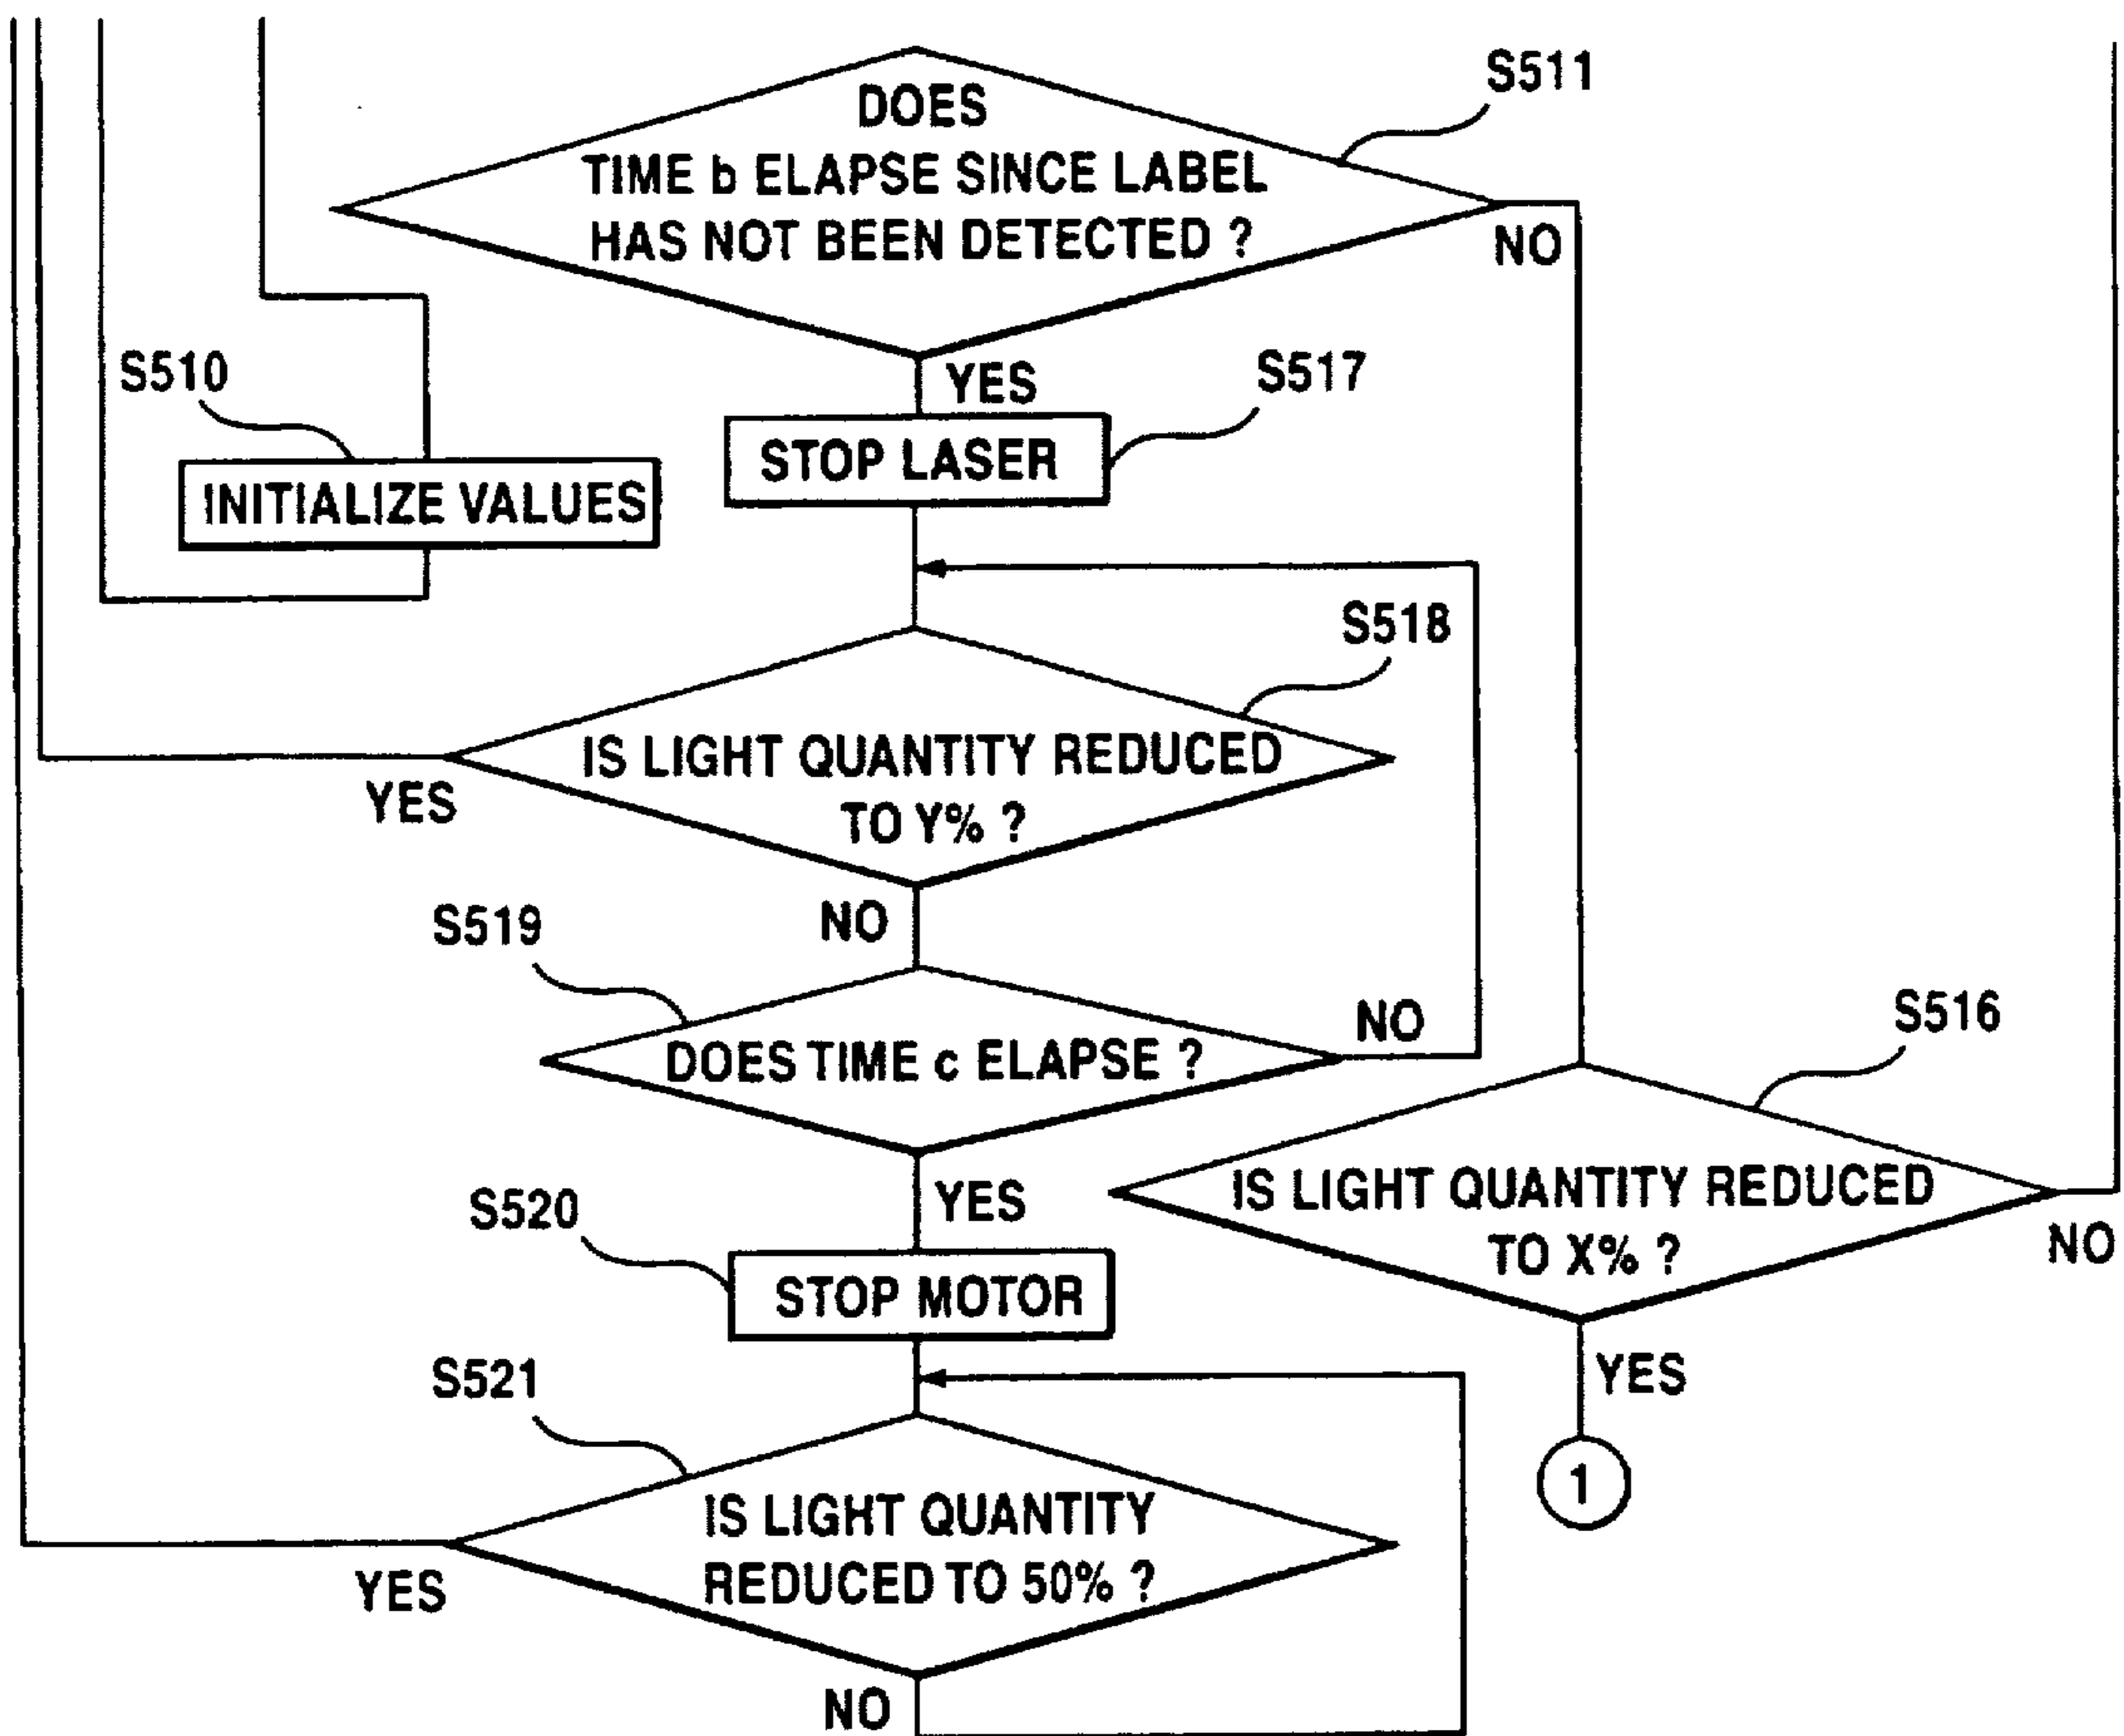 S511
DOES
TIME b ELAPSE SINCE LABEL
HAS NOT BEEN DETECTED ?
NO
YES
S510
INITIALIZE VALUES
S517
STOP LASER
S518
IS LIGHT QUANTITY REDUCED
TO Y% ?
YES
NO
S519
DOES TIME c ELAPSE ?
NO
YES
S516
IS LIGHT QUANTITY REDUCED
TO X% ?
NO
YES
1
S520
STOP MOTOR
S521
IS LIGHT QUANTITY
REDUCED TO 50% ?
YES
NO